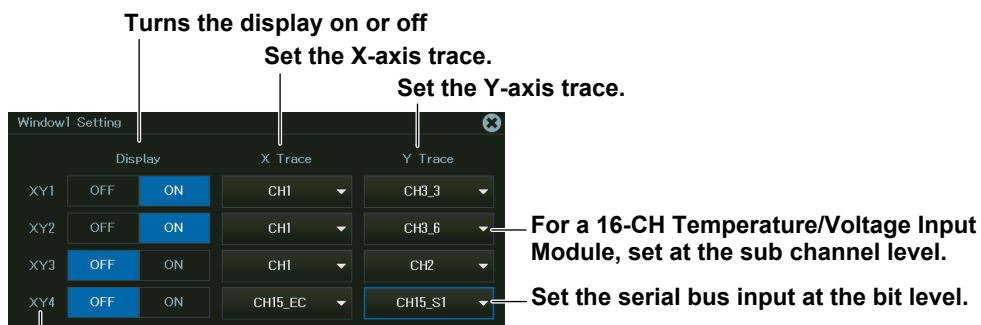 Turns the display on or off
Set the X-axis trace.
Set the Y-axis trace.
Window1 Setting
Display X Trace Y Trace
XY1 OFF ON CH1 CH3_3
XY2 OFF ON CH1 CH3_6
For a 16-CH Temperature/Voltage Input
Module, set at the sub channel level.
XY3 OFF ON CH1 CH2
XY4 OFF ON CH15_EC CH15_S1
Set the serial bus input at the bit level.